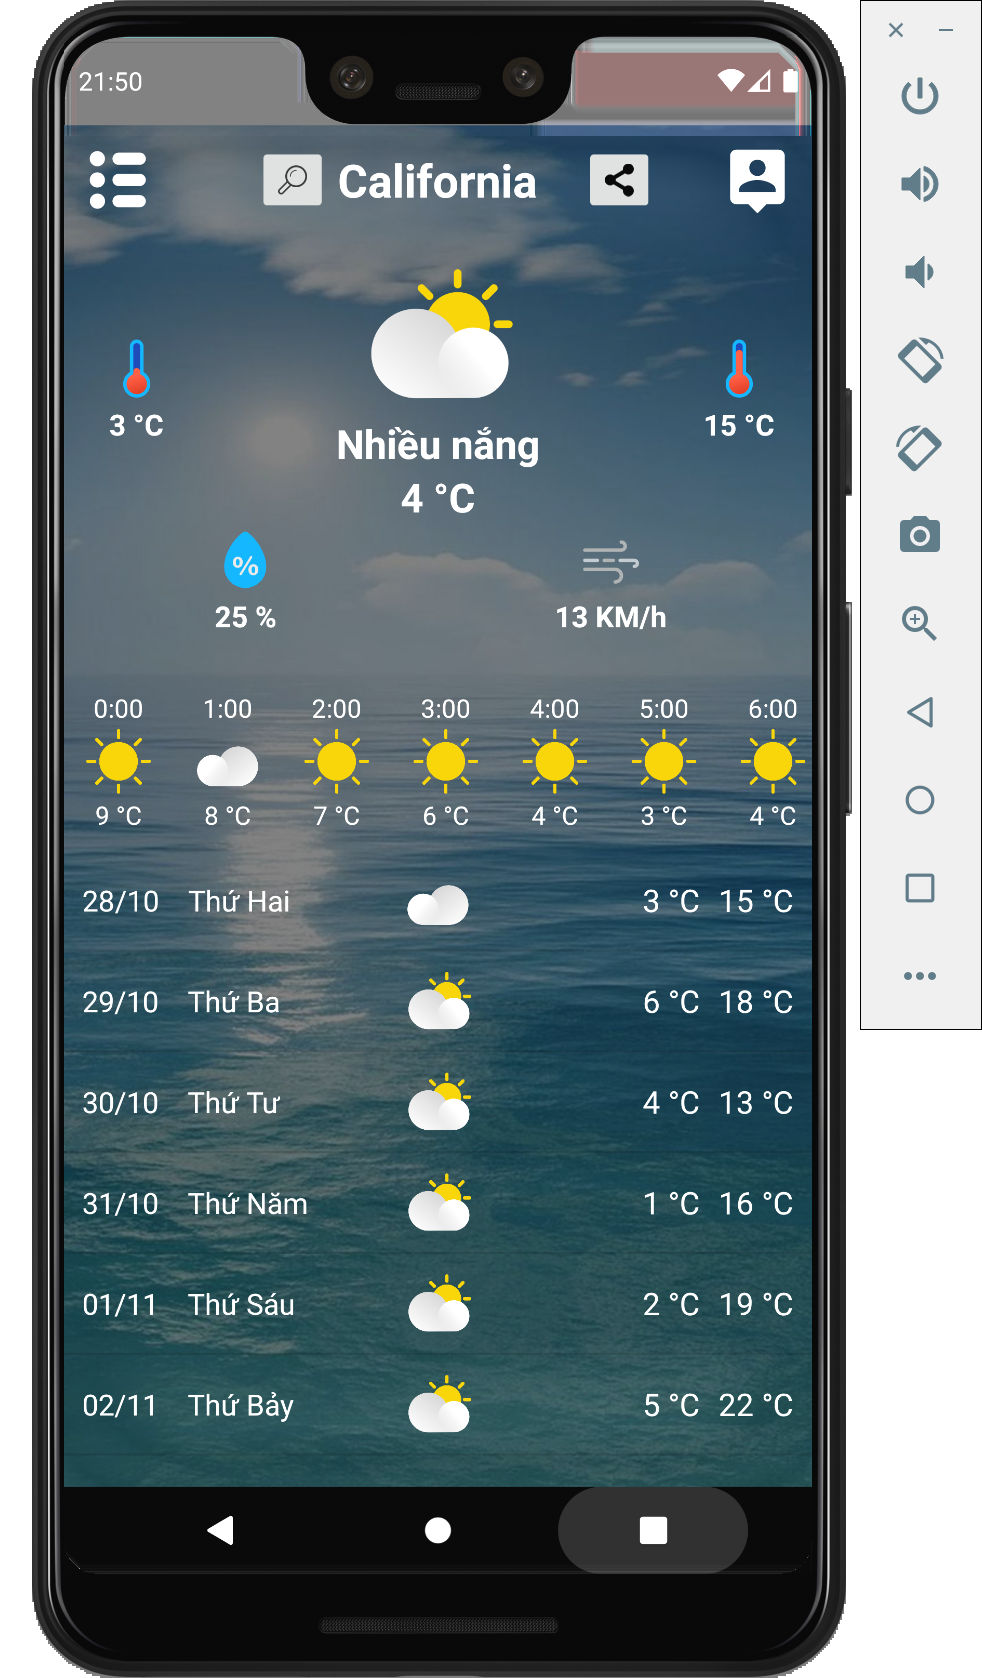 21:50
California
3 °C
15 °C
Nhiều nắng
4 °C
%
25 %
13 KM/h
0:00 1:00 2:00 3:00 4:00 5:00 6:00
9 °C 8 °C 7 °C 6 °C 4 °C 3 °C 4 °C
28/10 Thứ Hai 3 °C 15 °C
29/10 Thứ Ba 6 °C 18 °C
30/10 Thứ Tư 4 °C 13 °C
31/10 Thứ Năm 1 °C 16 °C
01/11 Thứ Sáu 2 °C 19 °C
02/11 Thứ Bảy 5 °C 22 °C